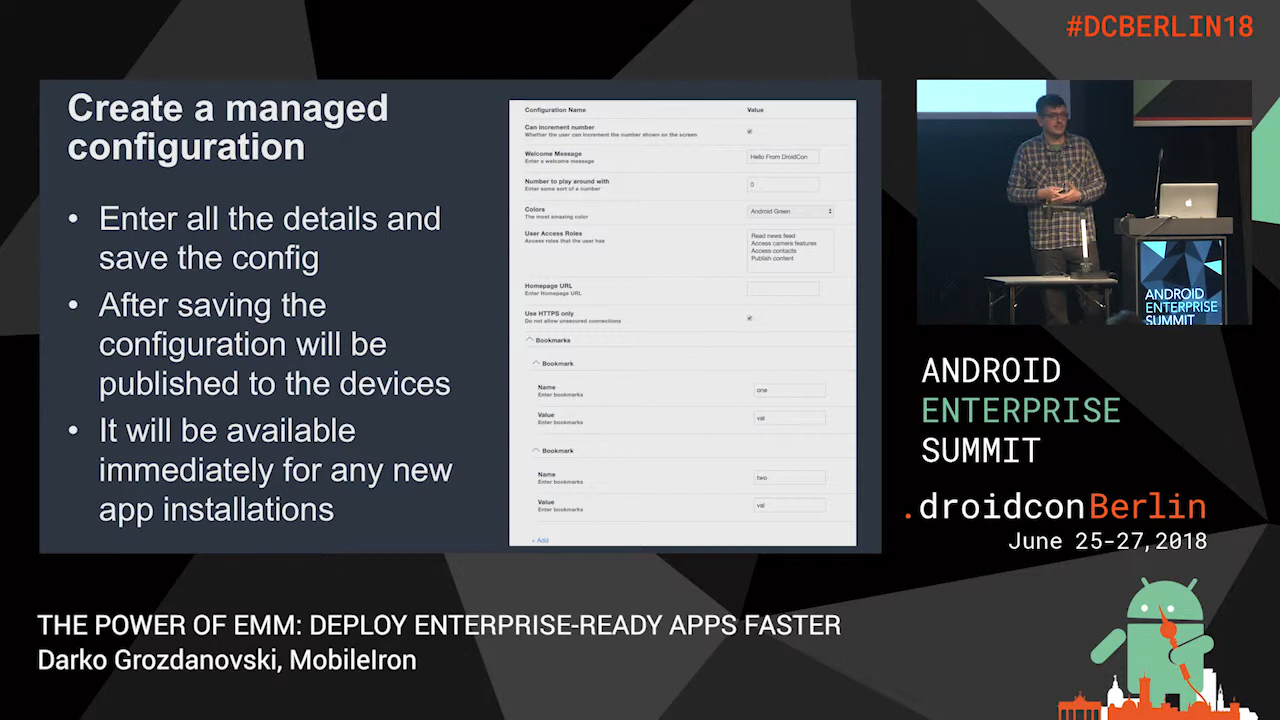 #DCBERLIN18
Create a managed
configuration
• Enter all the details and
save the config
• After saving the
configuration will be
published to the devices
• It will be available
immediately for any new
app installations
Configuration Name Value
Can increment number
Whether the user can increment the number shown on the screen
Welcome Message
Enter a welcome message
Hello From DroidCon
Number to play around with
Enter some sort of a number
0
Colors
The most amazing color
Android Green
User Access Roles
Access roles that the user has
Read news feed
Access camera features
Access contacts
Publish content
Homepage URL
Enter Homepage URL
Use HTTPS only
Do not allow unsecured connections
Bookmarks
Bookmark
Name
Enter bookmarks
one
Value
Enter bookmarks
val
Bookmark
Name
Enter bookmarks
two
Value
Enter bookmarks
val
+ Add
ANDROID
ENTERPRISE
SUMMIT
ANDROID
ENTERPRISE
SUMMIT
.droidconBerlin
June 25-27,2018
THE POWER OF EMM: DEPLOY ENTERPRISE-READY APPS FASTER
Darko Grozdanovski, MobileIron